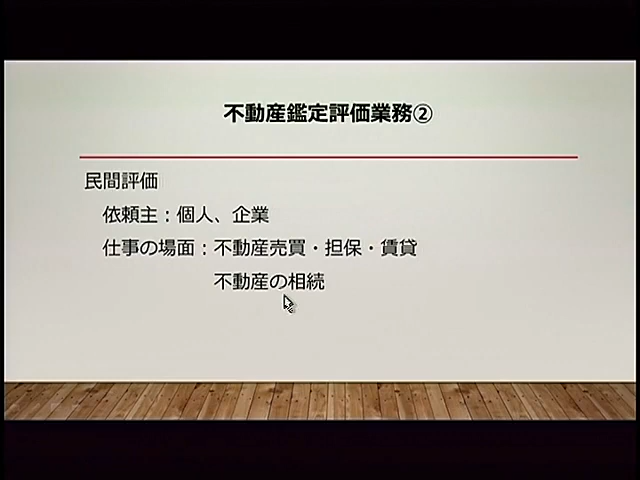 不動産鑑定評価業務②
民間評価
依頼主：個人、企業
仕事の場面：不動産売買・担保・賃貸
不動産の相続